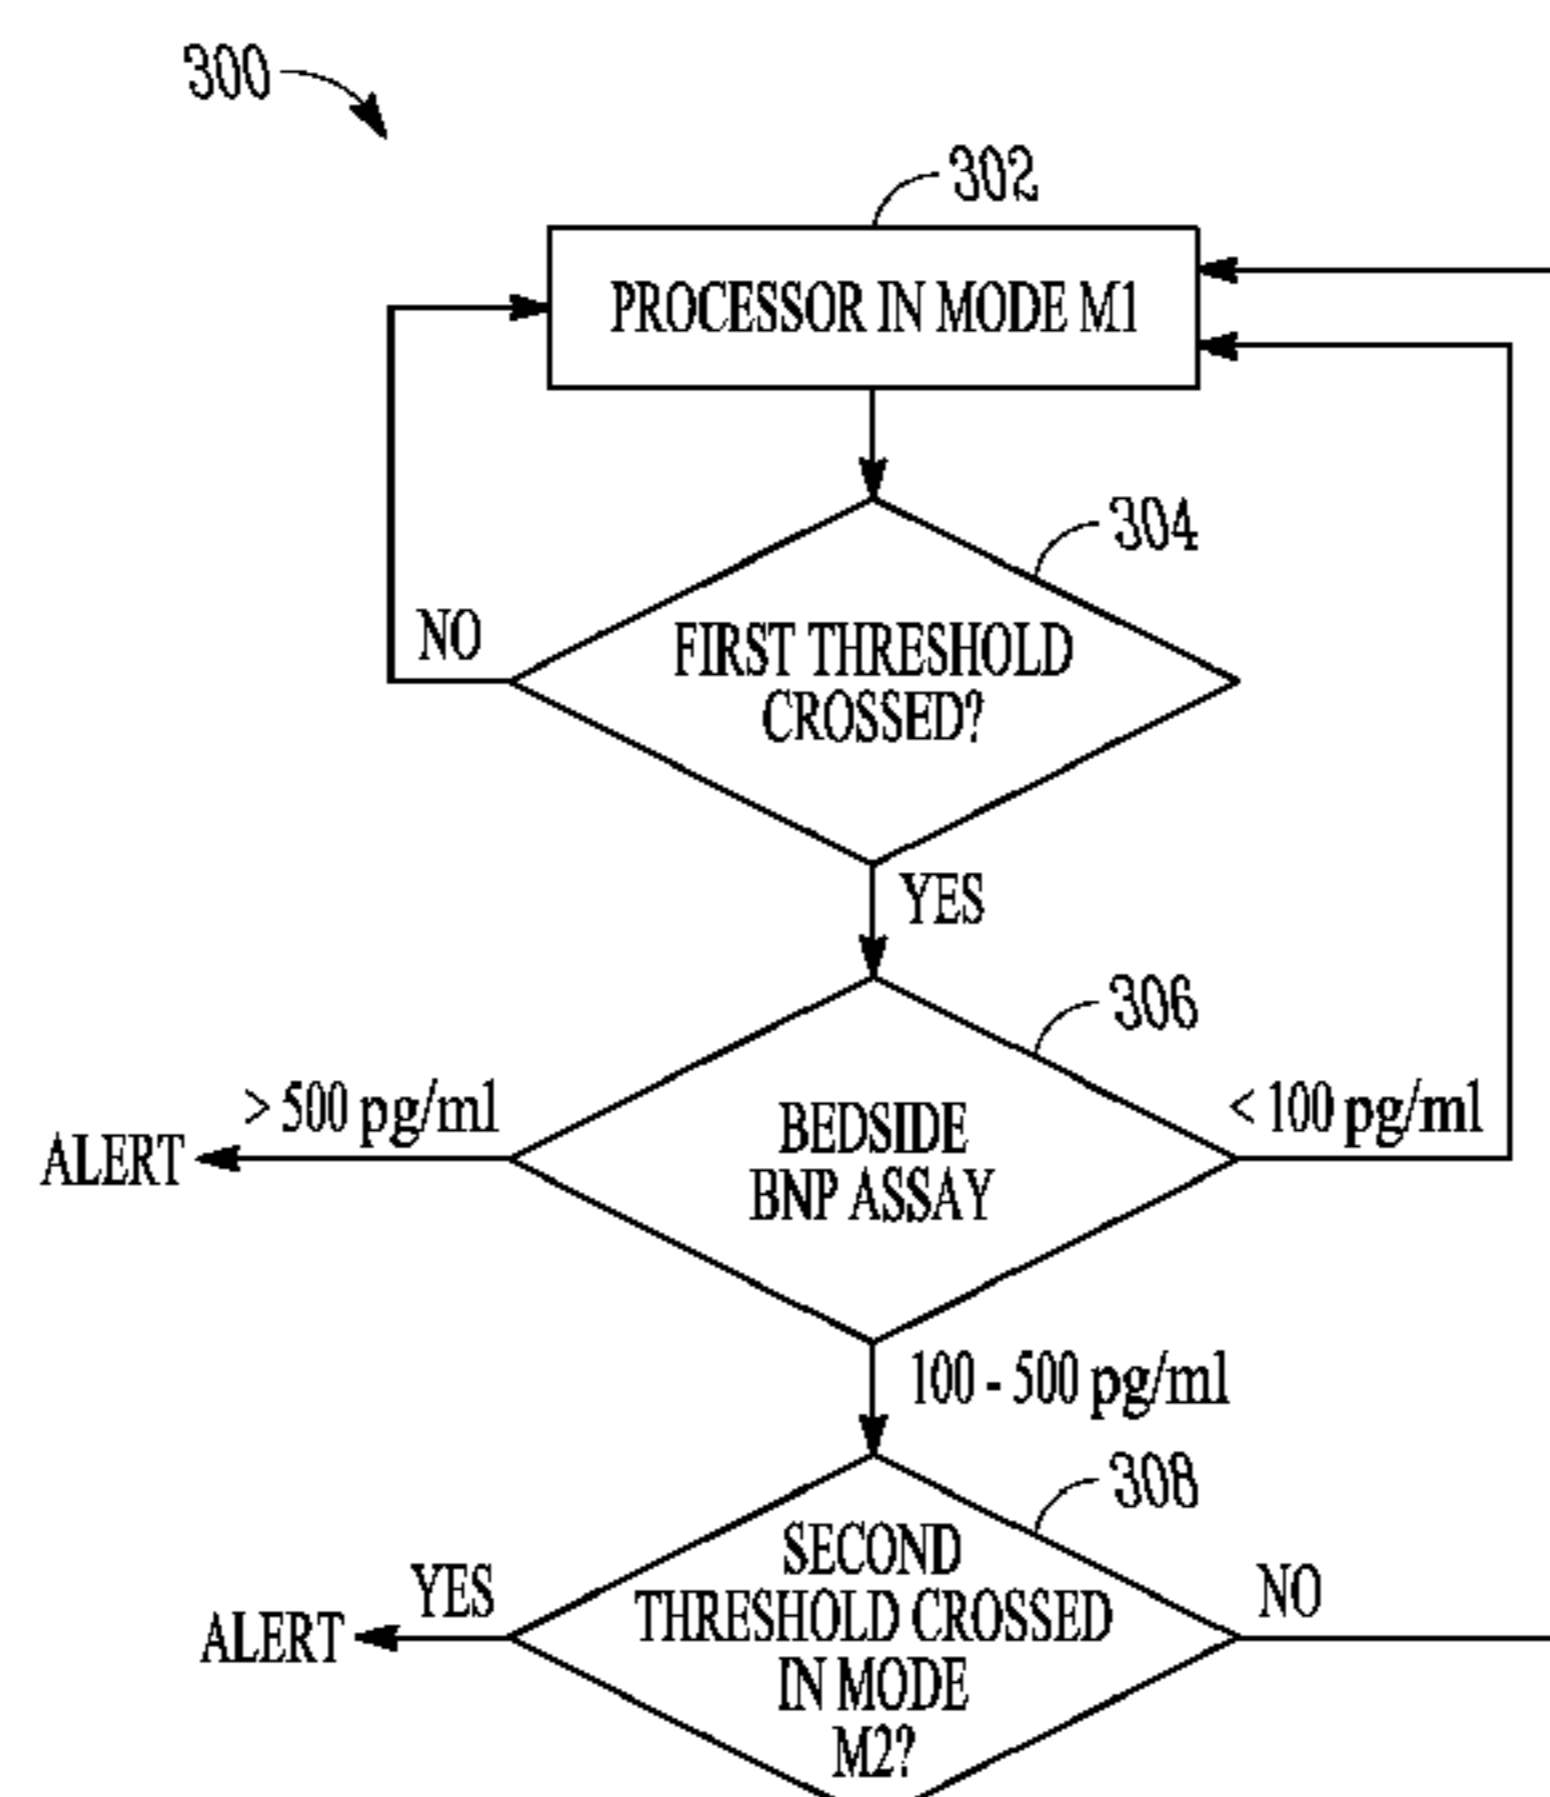 300
302
PROCESSOR IN MODE M1
304
NO
FIRST THRESHOLD
CROSSED?
YES
306
> 500 pg/ml
< 100 pg/ml
ALERT
BEDSIDE
BNP ASSAY
100 - 500 pg/ml
308
YES
NO
ALERT
SECOND
THRESHOLD CROSSED
IN MODE
M2?